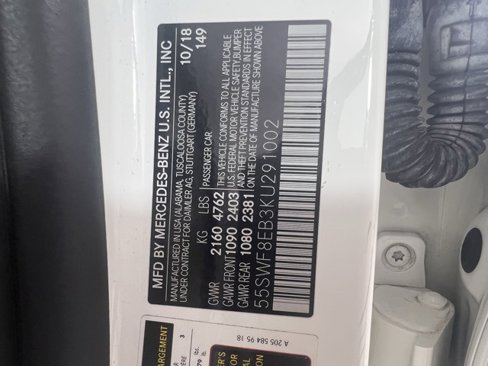 MFD BY MERCEDES-BENZ U.S. INTL., INC
10/18
MANUFACTURED IN USA (ALABAMA, TUSCALOOSA COUNTY)
149
UNDER CONTRACT FOR DAIMLER AG, STUTTGART (GERMANY)
KG LBS
PASSENGER CAR
GVWR 2160 4762
THIS VEHICLE CONFORMS TO ALL APPLICABLE
GAWR FRONT 1090 2403
U.S. FEDERAL MOTOR VEHICLE SAFETY, BUMPER
GAWR REAR 1080 2381
AND THEFT PREVENTION STANDARDS IN EFFECT
ON THE DATE OF MANUFACTURE SHOWN ABOVE
55SWF8EB3KU291002
A 205 584 95 18
3